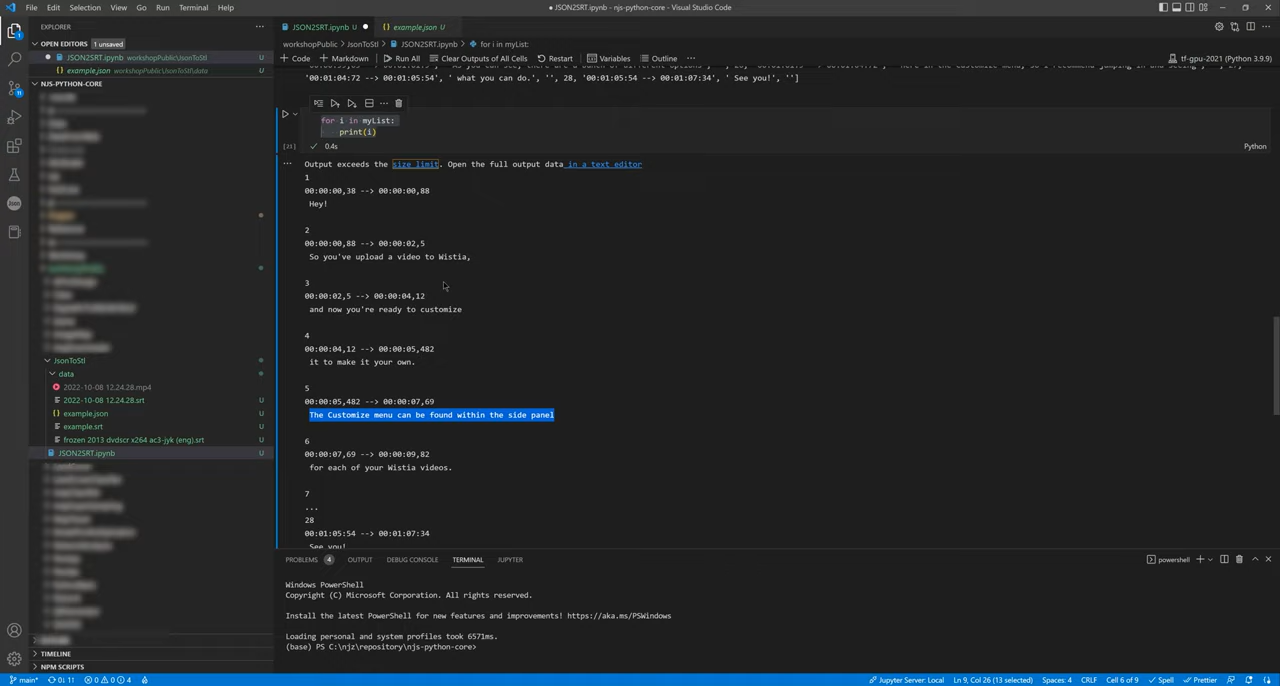 File Edit Selection View Go Run Terminal Help
● JSON2SRT.ipynb - njs-python-core - Visual Studio Code
EXPLORER
OPEN EDITORS 1 unsaved
JSON2SRT.ipynb workshopPublic\JsonToStl U
example.json workshopPublic\JsonToStl\data U
NJS-PYTHON-CORE
JsonToStl
data
2022-10-08 12.24.28.mp4
2022-10-08 12.24.28.srt U
example.json U
example.srt U
frozen 2013 dvdscr x264 ac3-jyk (eng).srt U
JSON2SRT.ipynb U
TIMELINE
NPM SCRIPTS
JSON2SRT.ipynb U ● example.json U
workshopPublic > JsonToStl > JSON2SRT.ipynb > for i in myList:
+ Code + Markdown Run All Clear Outputs of All Cells Restart Variables Outline ... tf-gpu-2021 (Python 3.9.9)
'00:01:04:72 --> 00:01:05:54', ' what you can do.', '', 28, '00:01:05:54 --> 00:01:07:34', ' See you!', '']
for i in myList:
print(i)
[21] 0.4s Python
Output exceeds the size limit. Open the full output data in a text editor
1
00:00:00,38 --> 00:00:00,88
Hey!
2
00:00:00,88 --> 00:00:02,5
So you've upload a video to Wistia,
3
00:00:02,5 --> 00:00:04,12
and now you're ready to customize
4
00:00:04,12 --> 00:00:05,482
it to make it your own.
5
00:00:05,482 --> 00:00:07,69
The Customize menu can be found within the side panel
6
00:00:07,69 --> 00:00:09,82
for each of your Wistia videos.
7
...
28
00:01:05:54 --> 00:01:07:34
See you!
PROBLEMS 4 OUTPUT DEBUG CONSOLE TERMINAL JUPYTER powershell
Windows PowerShell
Copyright (C) Microsoft Corporation. All rights reserved.
Install the latest PowerShell for new features and improvements! https://aka.ms/PSWindows
Loading personal and system profiles took 6571ms.
(base) PS C:\njz\repository\njs-python-core>
main* 0↓ 1↑ 0 0 4 Jupyter Server: Local Ln 9, Col 26 (13 selected) Spaces: 4 CRLF Cell 6 of 9 Spell Prettier